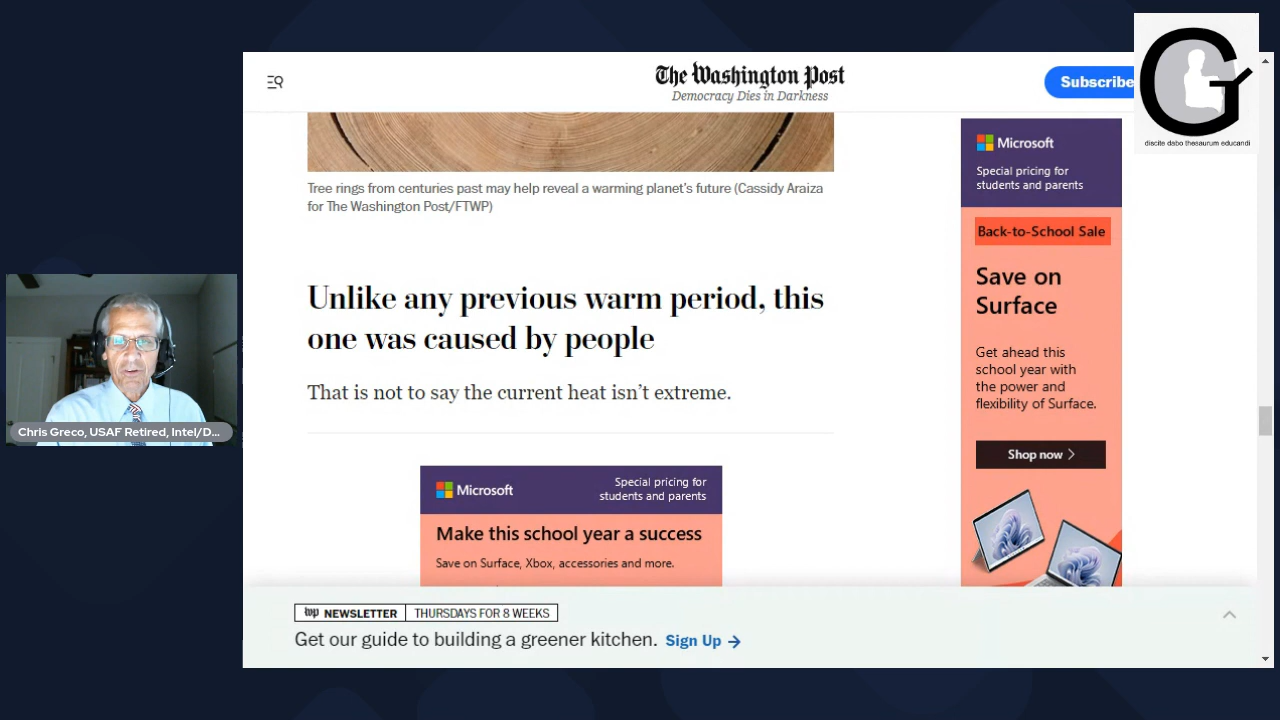 The Washington Post
Democracy Dies in Darkness
Subscribe
G
discite dabo thesaurum educandi
Tree rings from centuries past may help reveal a warming planet's future (Cassidy Araiza
for The Washington Post/FTWP)
Unlike any previous warm period, this
one was caused by people
That is not to say the current heat isn't extreme.
Microsoft
Special pricing for
students and parents
Make this school year a success
Save on Surface, Xbox, accessories and more.
Microsoft
Special pricing for
students and parents
Back-to-School Sale
Save on
Surface
Get ahead this
school year with
the power and
flexibility of Surface.
Shop now
Chris Greco, USAF Retired, Intel/D...
wp NEWSLETTER THURSDAYS FOR 8 WEEKS
Get our guide to building a greener kitchen. Sign Up →